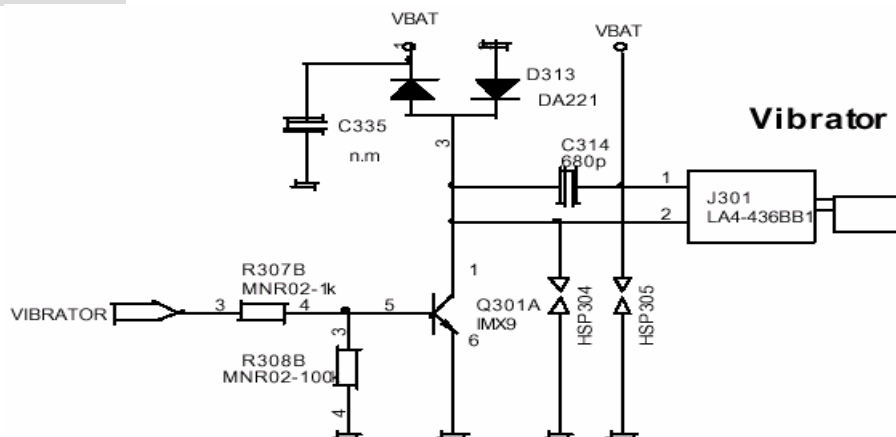 VBAT
VBAT
1
D313
DA221
Vibrator
C335
n.m
3
C314
680p
1
J301
LA4-436BB1
2
R307B
MNR02-1k
1
VIBRATOR
3
4
5
Q301A
IMX9
6
HSP304
HSP305
3
R308B
MNR02-100k
4